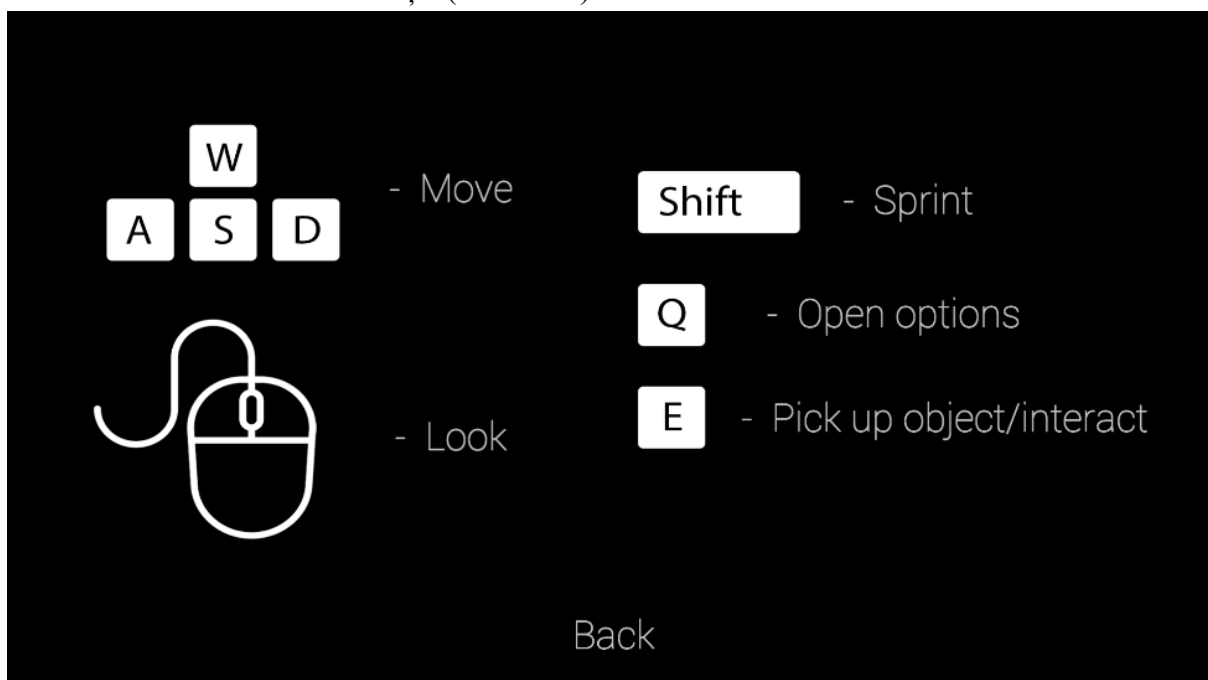 W
A S D - Move
Shift - Sprint
Q - Open options
- Look
E - Pick up object/interact
Back